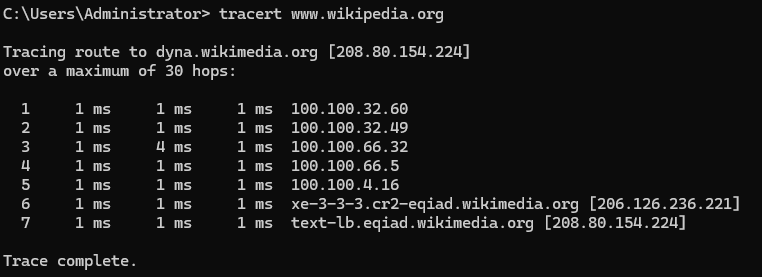 C:\Users\Administrator> tracert www.wikipedia.org
Tracing route to dyna.wikimedia.org [208.80.154.224]
over a maximum of 30 hops:
1 1 ms 1 ms 1 ms 100.100.32.60
2 1 ms 1 ms 1 ms 100.100.32.49
3 1 ms 4 ms 1 ms 100.100.66.32
4 1 ms 1 ms 1 ms 100.100.66.5
5 1 ms 1 ms 1 ms 100.100.4.16
6 1 ms 1 ms 1 ms xe-3-3-3.cr2-eqiad.wikimedia.org [206.126.236.221]
7 1 ms 1 ms 1 ms text-lb.eqiad.wikimedia.org [208.80.154.224]
Trace complete.